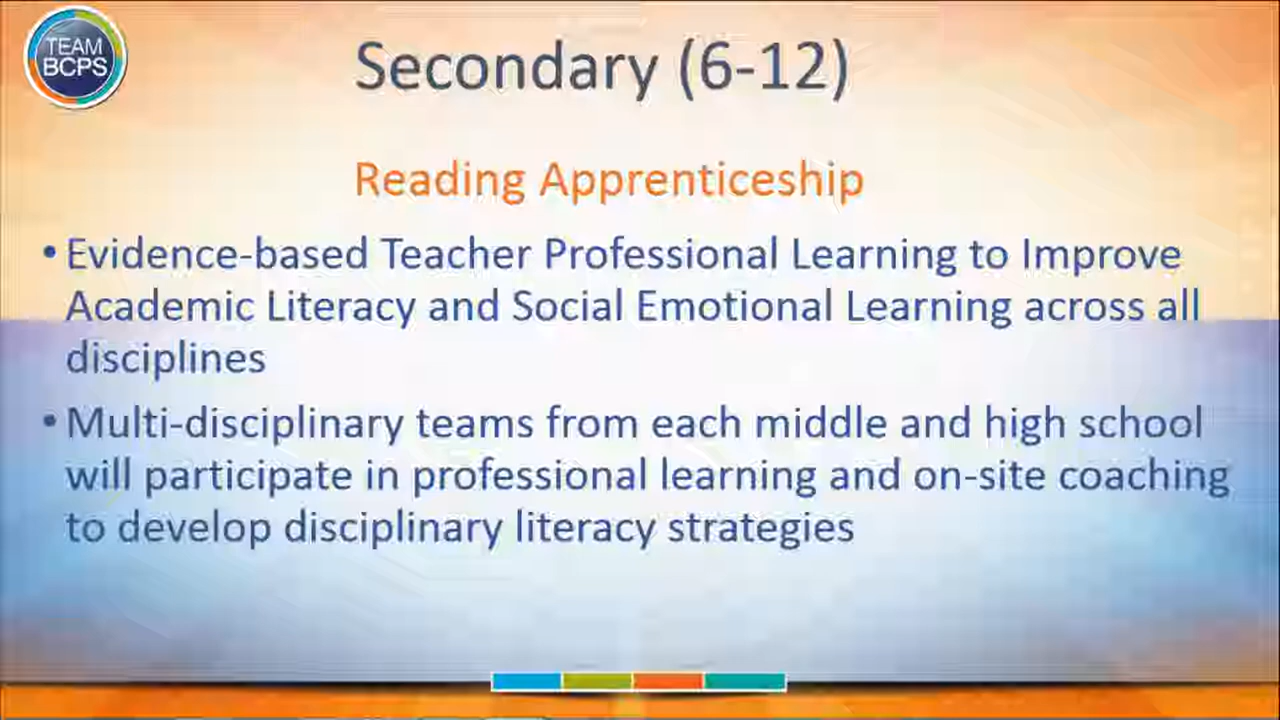 TEAM
BCPS
Secondary (6-12)
Reading Apprenticeship
• Evidence-based Teacher Professional Learning to Improve
Academic Literacy and Social Emotional Learning across all
disciplines
• Multi-disciplinary teams from each middle and high school
will participate in professional learning and on-site coaching
to develop disciplinary literacy strategies